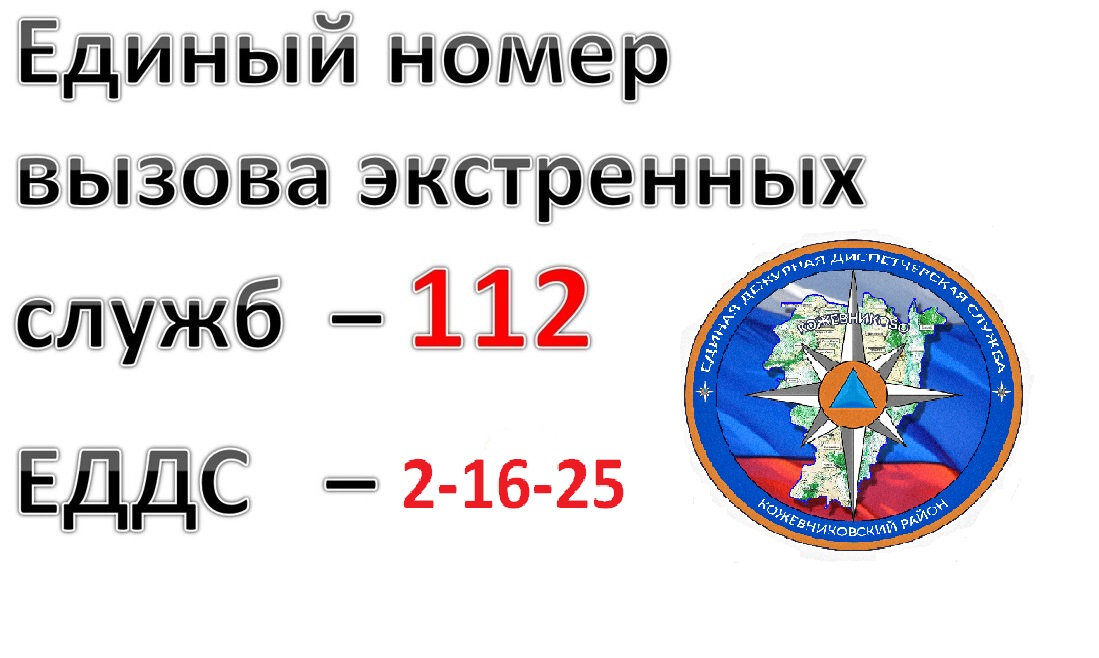 Единый номер
вызова экстренных
служб – 112
ЕДДС – 2-16-25
ЕДИНАЯ ДЕЖУРНАЯ ДИСПЕТЧЕРСКАЯ СЛУЖБА
КОЖЕВНИКОВО
КОЖЕВНИКОВСКИЙ РАЙОН